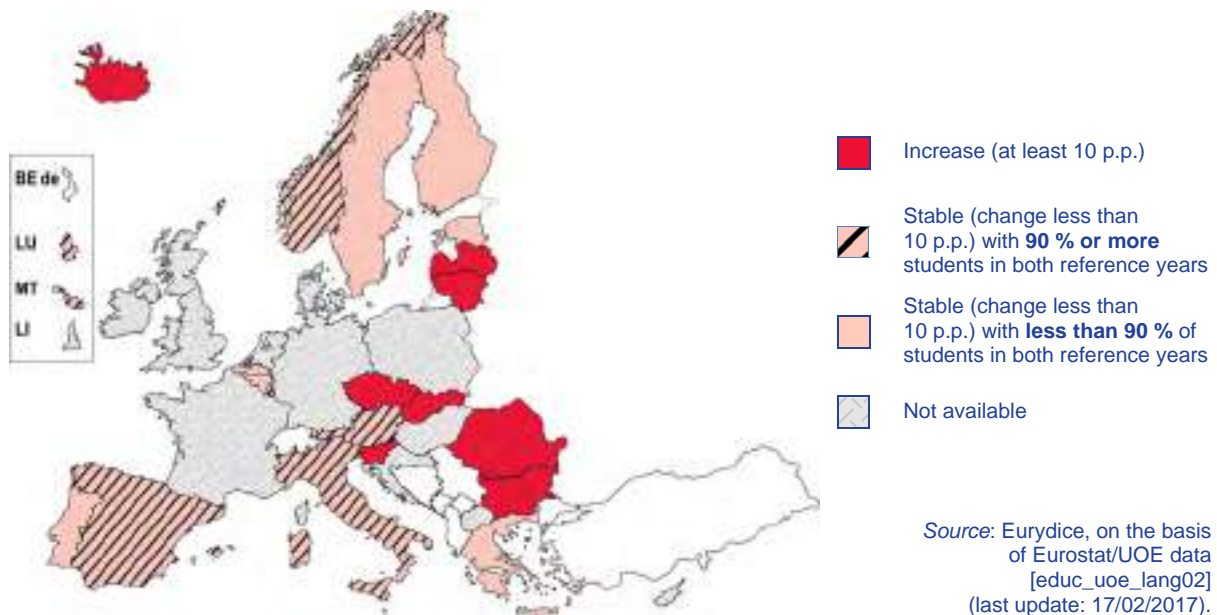 BE de
LU
MT
LI
Increase (at least 10 p.p.)
Stable (change less than
10 p.p.) with 90 % or more
students in both reference years
Stable (change less than
10 p.p.) with less than 90 % of
students in both reference years
Not available
Source: Eurydice, on the basis
of Eurostat/UOE data
[educ_uoe_lang02]
(last update: 17/02/2017).